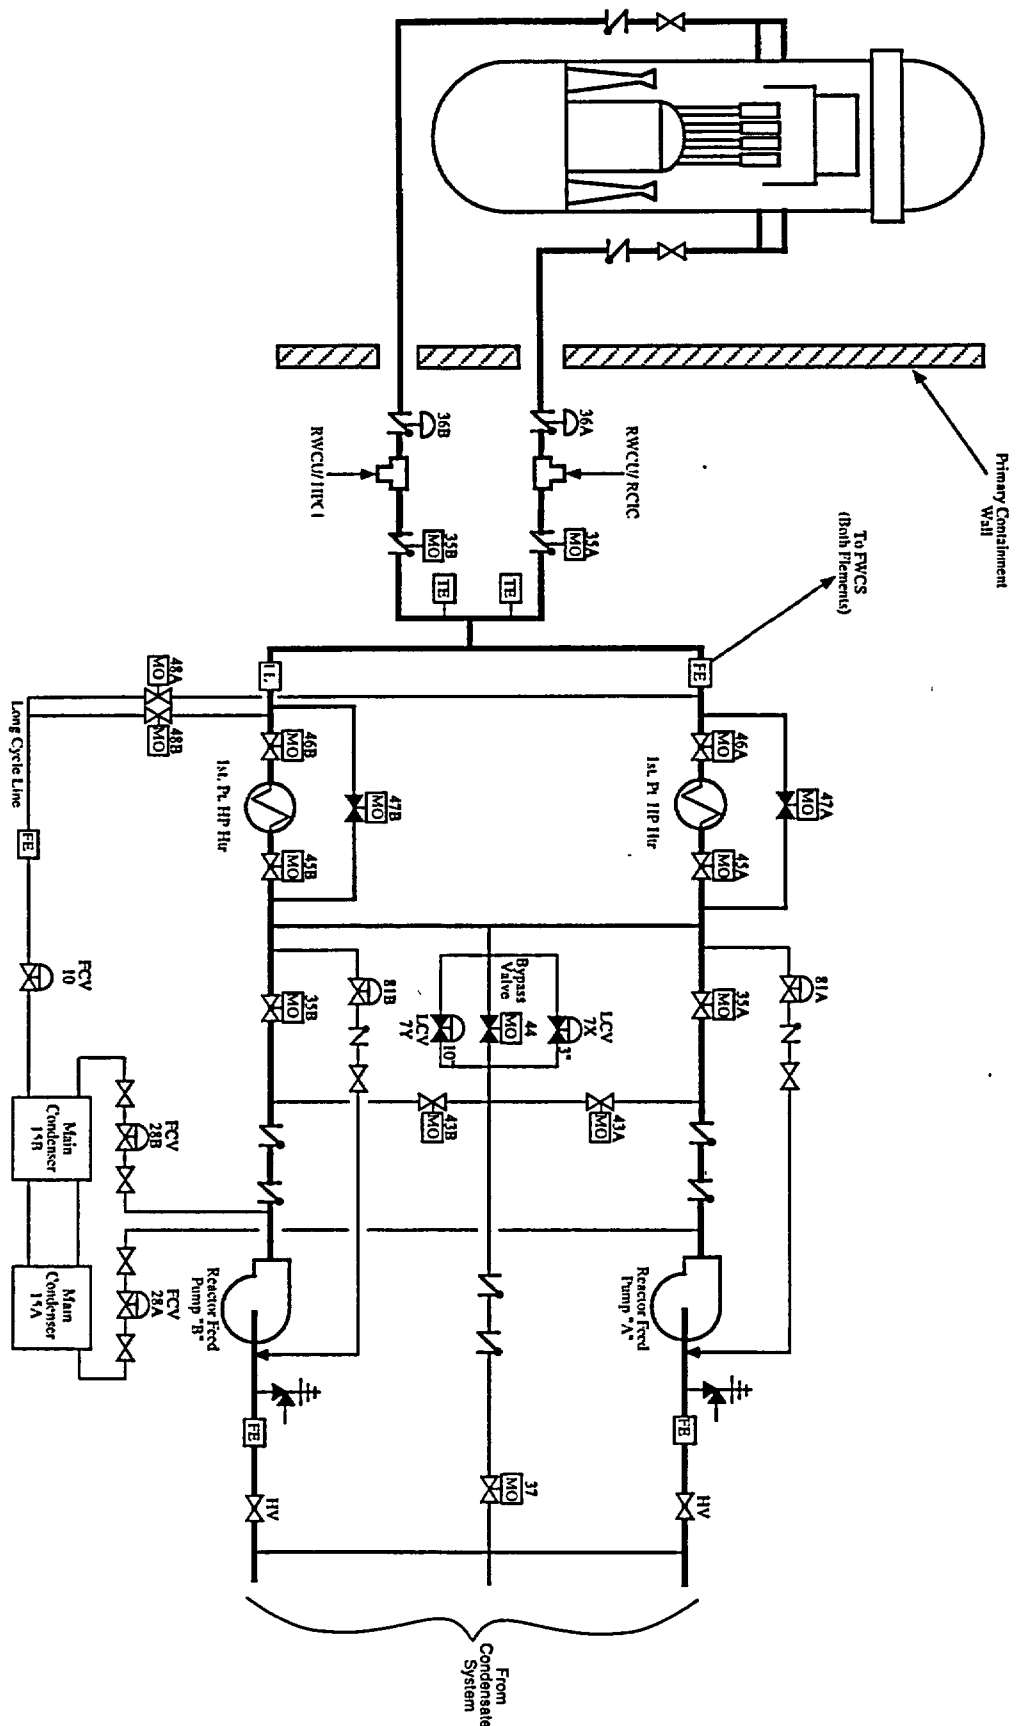 Primary Containment
Wall
To FWCS
(Both Elements)
36A
RWCU/ RCIC
35A
MO
36B
RWCU/ HPCI
35B
MO
TE
TE
FE
46A
MO
1st. Pt. HP Htr
45A
MO
47A
MO
48A
MO
48B
MO
46B
MO
1st. Pt. HP Htr
45B
MO
47B
MO
Long Cycle Line
FE
FCV
10
81A
35A
MO
81B
35B
MO
LCV
7X
3"
44
MO
Bypass
Valve
LCV
7Y
10"
43A
MO
43B
MO
Main
Condenser
15B
FCV
28B
Main
Condenser
15A
FCV
28A
Reactor Feed
Pump "A"
Reactor Feed
Pump "B"
FE
FE
HV
HV
37
MO
From
Condensate
System